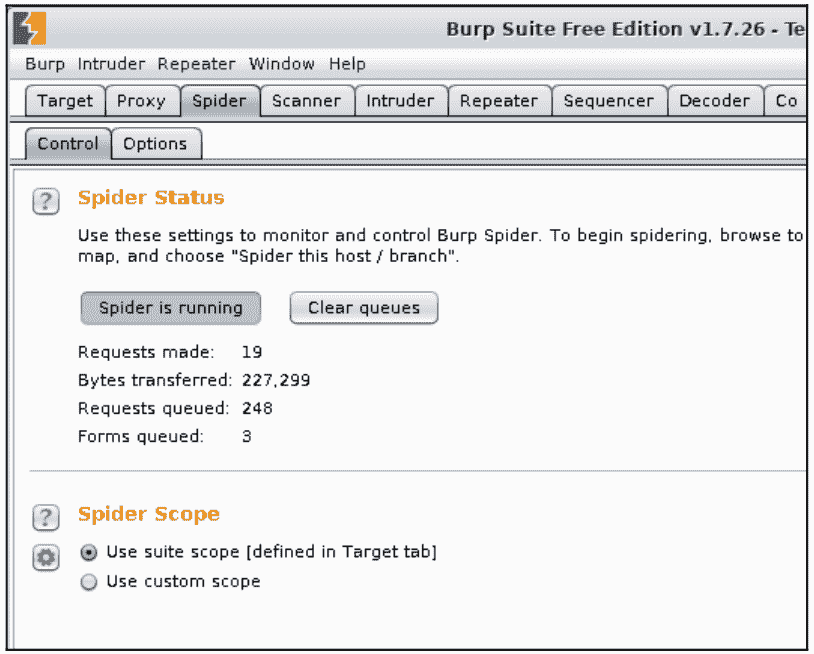 Burp Suite Free Edition v1.7.26 - Te
Burp Intruder Repeater Window Help
Target Proxy Spider Scanner Intruder Repeater Sequencer Decoder Co
Control Options
? Spider Status
Use these settings to monitor and control Burp Spider. To begin spidering, browse to
map, and choose "Spider this host / branch".
Spider is running Clear queues
Requests made: 19
Bytes transferred: 227,299
Requests queued: 248
Forms queued: 3
? Spider Scope
Use suite scope [defined in Target tab]
Use custom scope